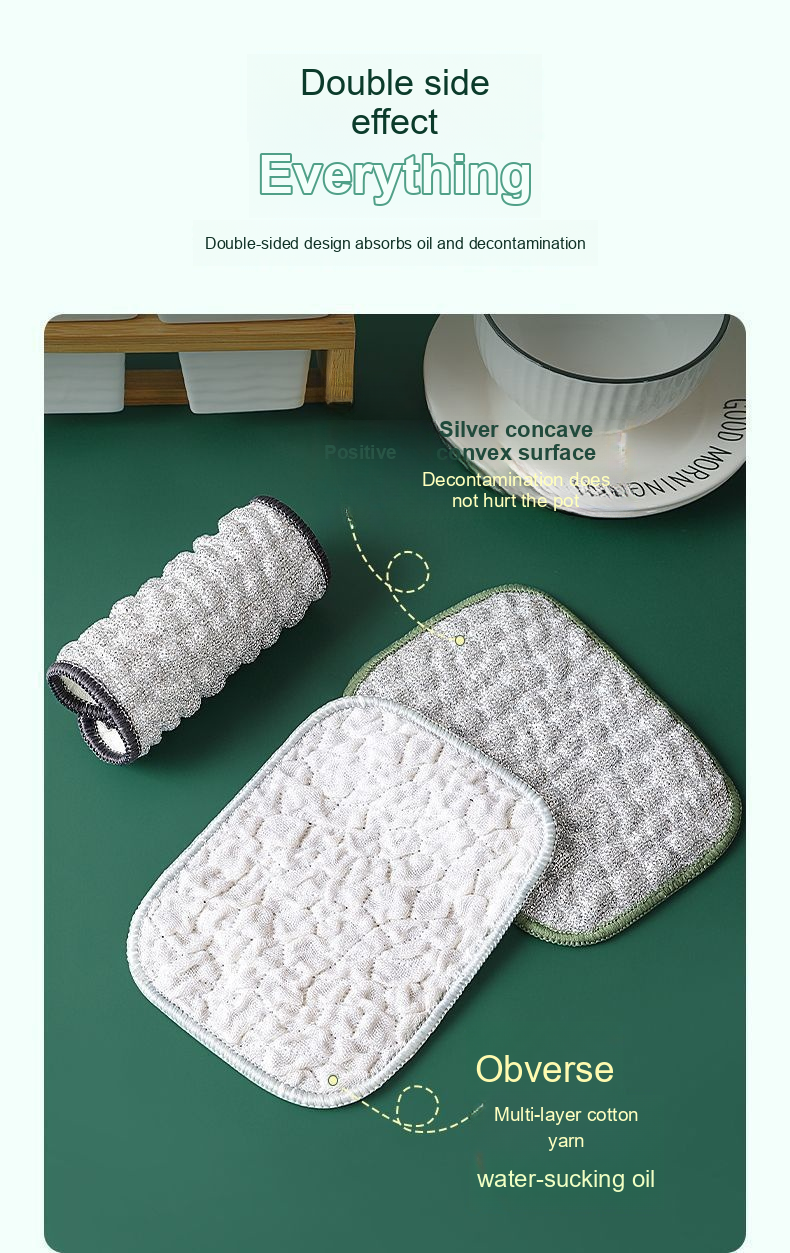 Double side
effect
Everything
Double-sided design absorbs oil and decontamination
GOOD MORNING
Positive
Silver concave
convex surface
Decontamination does
not hurt the pot
Obverse
Multi-layer cotton
yarn
water-sucking oil